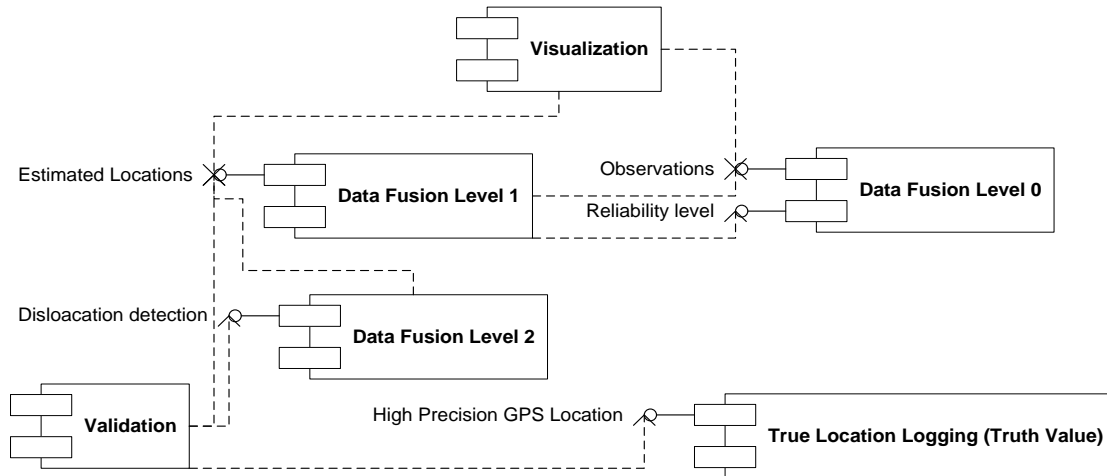 Visualization
Estimated Locations
Data Fusion Level 1
Observations
Reliability level
Data Fusion Level 0
Disloacation detection
Data Fusion Level 2
Validation
High Precision GPS Location
True Location Logging (Truth Value)